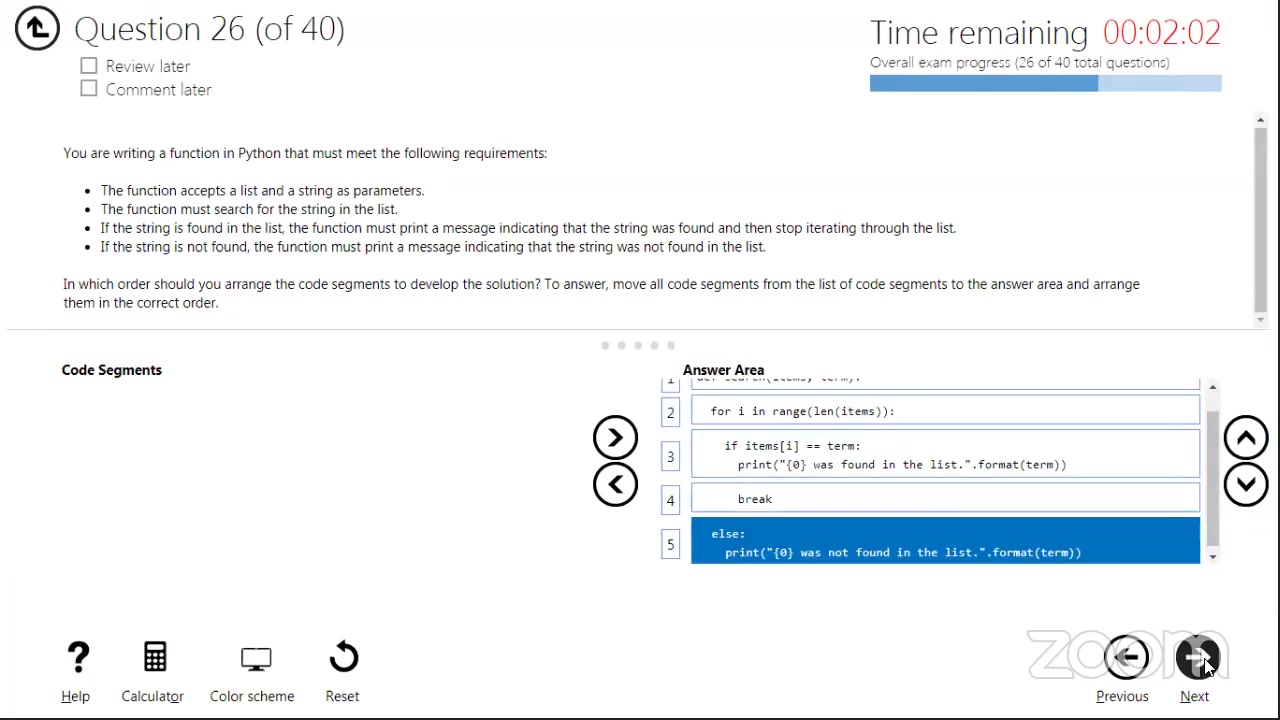 Question 26 (of 40)
Time remaining 00:02:02
Review later
Overall exam progress (26 of 40 total questions)
Comment later
You are writing a function in Python that must meet the following requirements:
• The function accepts a list and a string as parameters.
• The function must search for the string in the list.
• If the string is found in the list, the function must print a message indicating that the string was found and then stop iterating through the list.
• If the string is not found, the function must print a message indicating that the string was not found in the list.
In which order should you arrange the code segments to develop the solution? To answer, move all code segments from the list of code segments to the answer area and arrange
them in the correct order.
Code Segments
Answer Area
1 def search(items, term):
2 for i in range(len(items)):
3 if items[i] == term:
print("{0} was found in the list.".format(term))
4 break
5 else:
print("{0} was not found in the list.".format(term))
zoom
Help
Calculator
Color scheme
Reset
Previous
Next